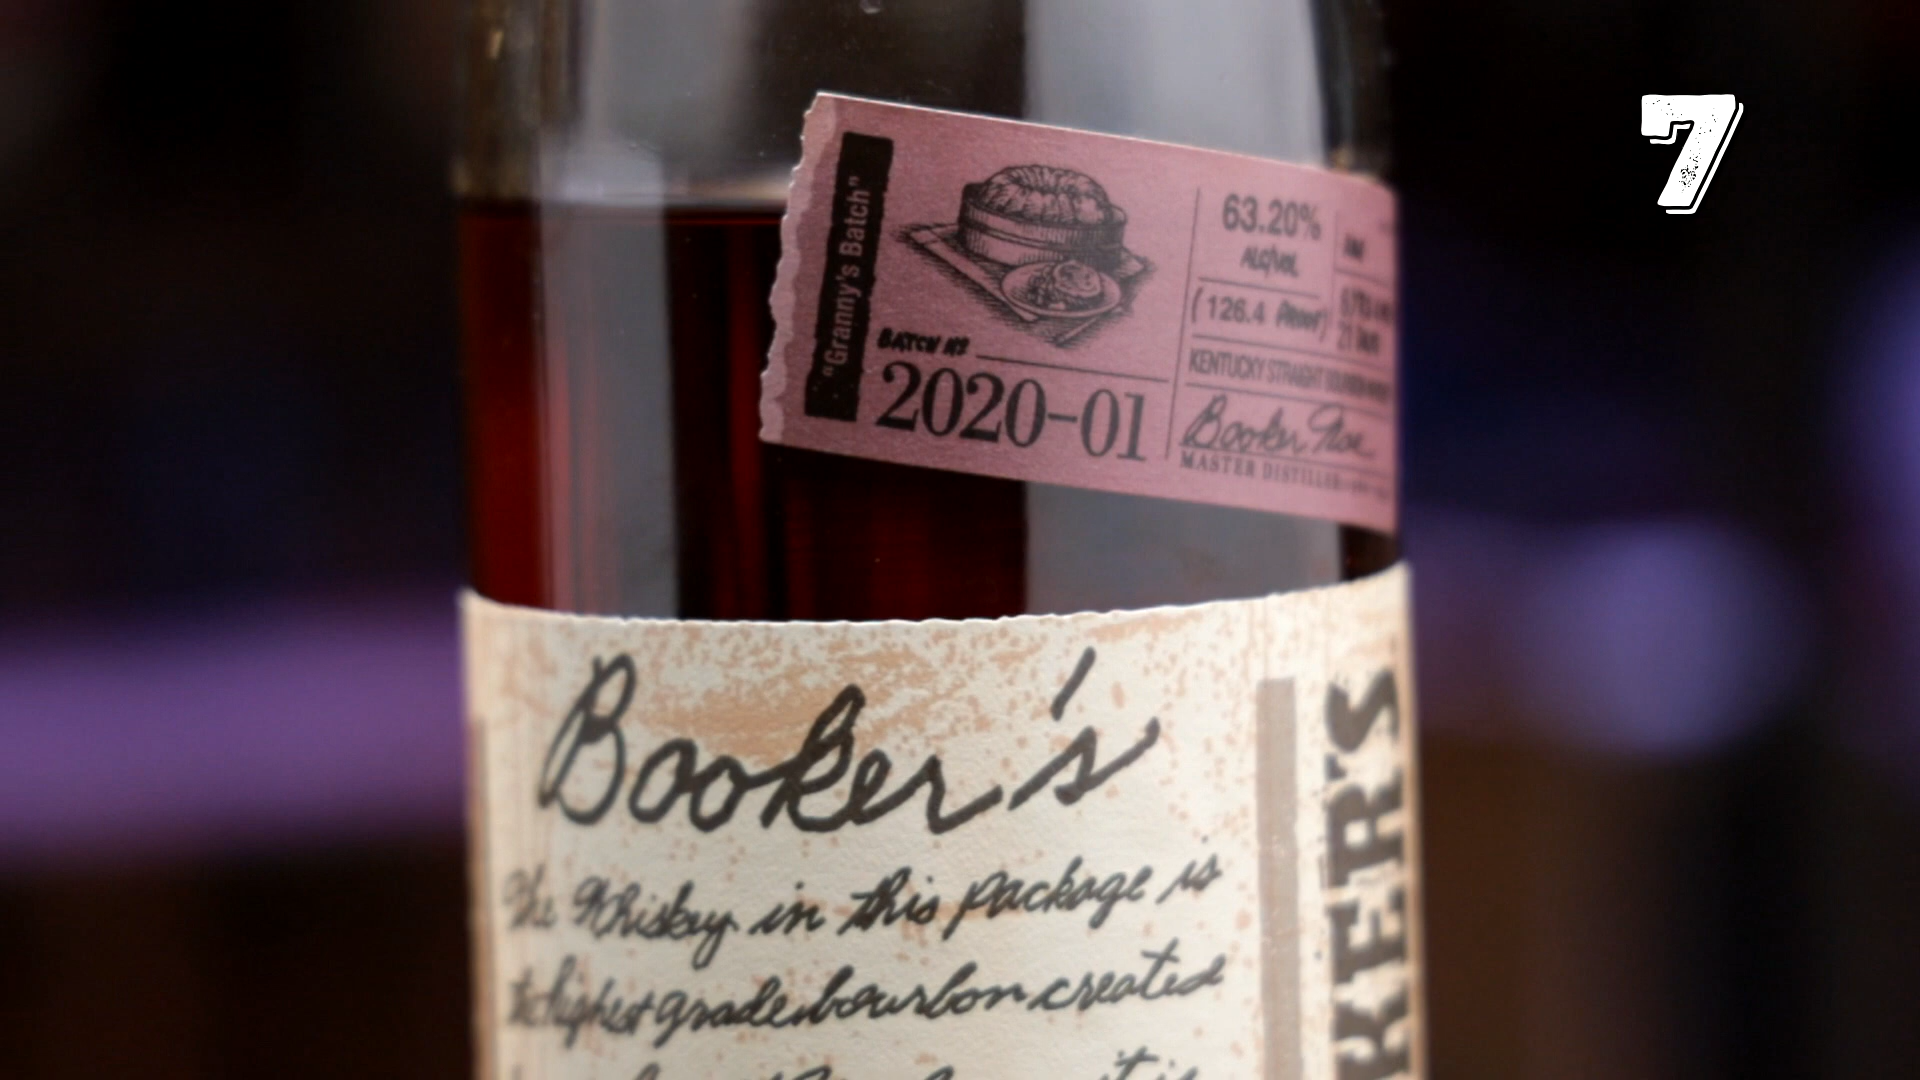 7
"Granny's Batch"
BATCH No
2020-01
63.20%
ALC/VOL
(126.4 PROOF)
KENTUCKY STRAIGHT BOURBON
Booker Noe
MASTER DISTILLER
Booker's
The Whiskey in this package is
the highest grade bourbon created
KER'S